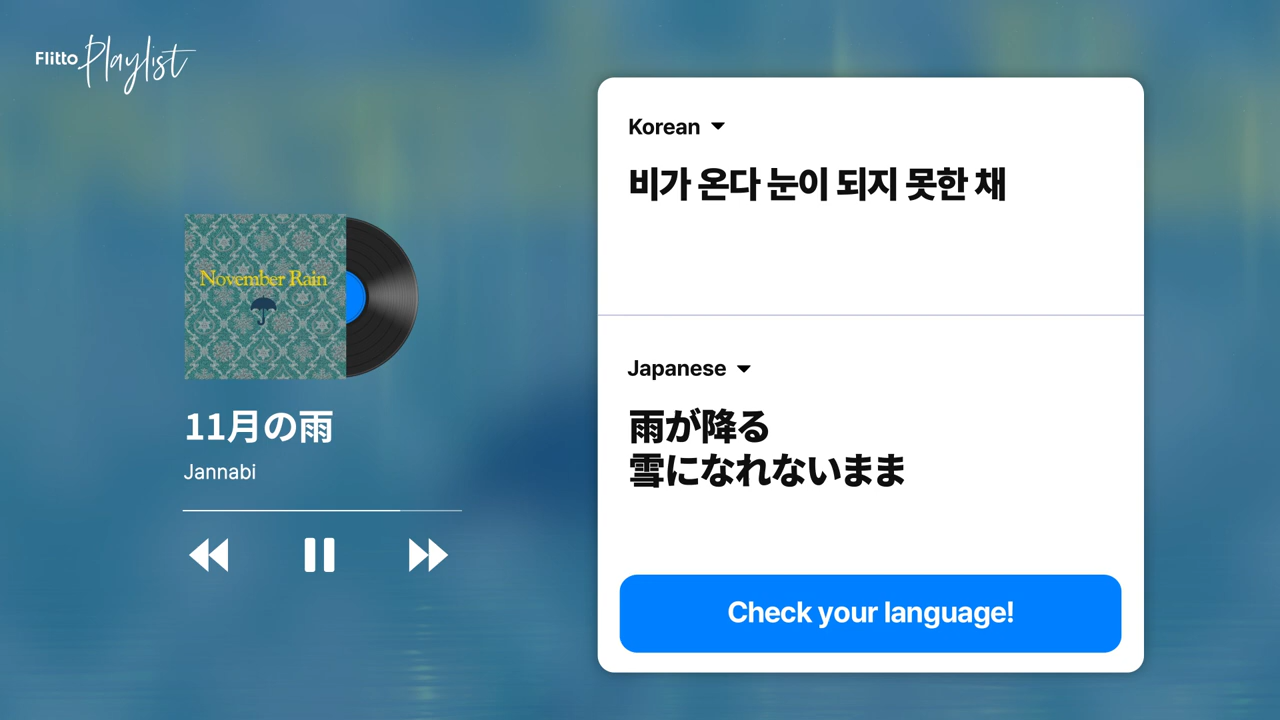 Flitto Playlist
November Rain
11月の雨
Jannabi
Korean
비가 온다 눈이 되지 못한 채
Japanese
雨が降る
雪になれないまま
Check your language!